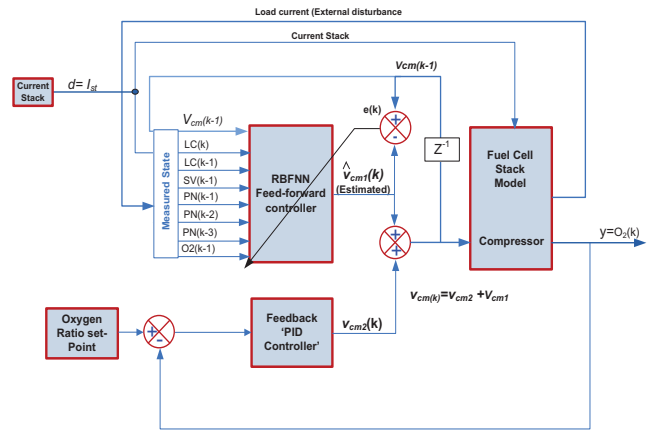 Load current (External disturbance
Current Stack
Vcm(k-1)
Current
Stack
d= Ist
Vcm(k-1)
e(k)
Measured State
LC(k)
LC(k-1)
SV(k-1)
PN(k-1)
PN(k-2)
PN(k-3)
O2(k-1)
RBFNN
Feed-forward
controller
^
vcm1(k)
(Estimated)
Z-1
Fuel Cell
Stack
Model
Compressor
y=O2(k)
+
-
+
+
vcm(k)=vcm2 +Vcm1
Oxygen
Ratio set-
Point
+
-
Feedback
‘PID
Controller’
vcm2(k)